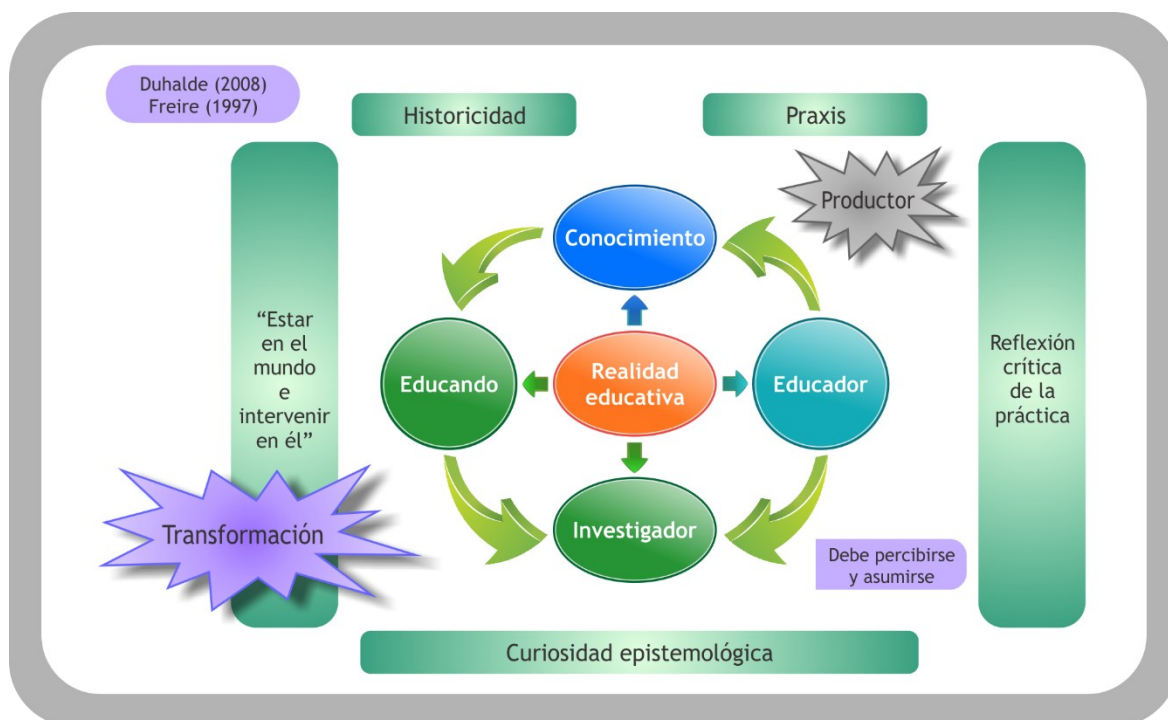 Duhalde (2008)
Freire (1997)
Historicidad
Praxis
Productor
Conocimiento
“Estar
en el
mundo
e
intervenir
en él”
Educando
Realidad
educativa
Educador
Reflexión
crítica
de la
práctica
Transformación
Investigador
Debe percibirse
y asumirse
Curiosidad epistemológica